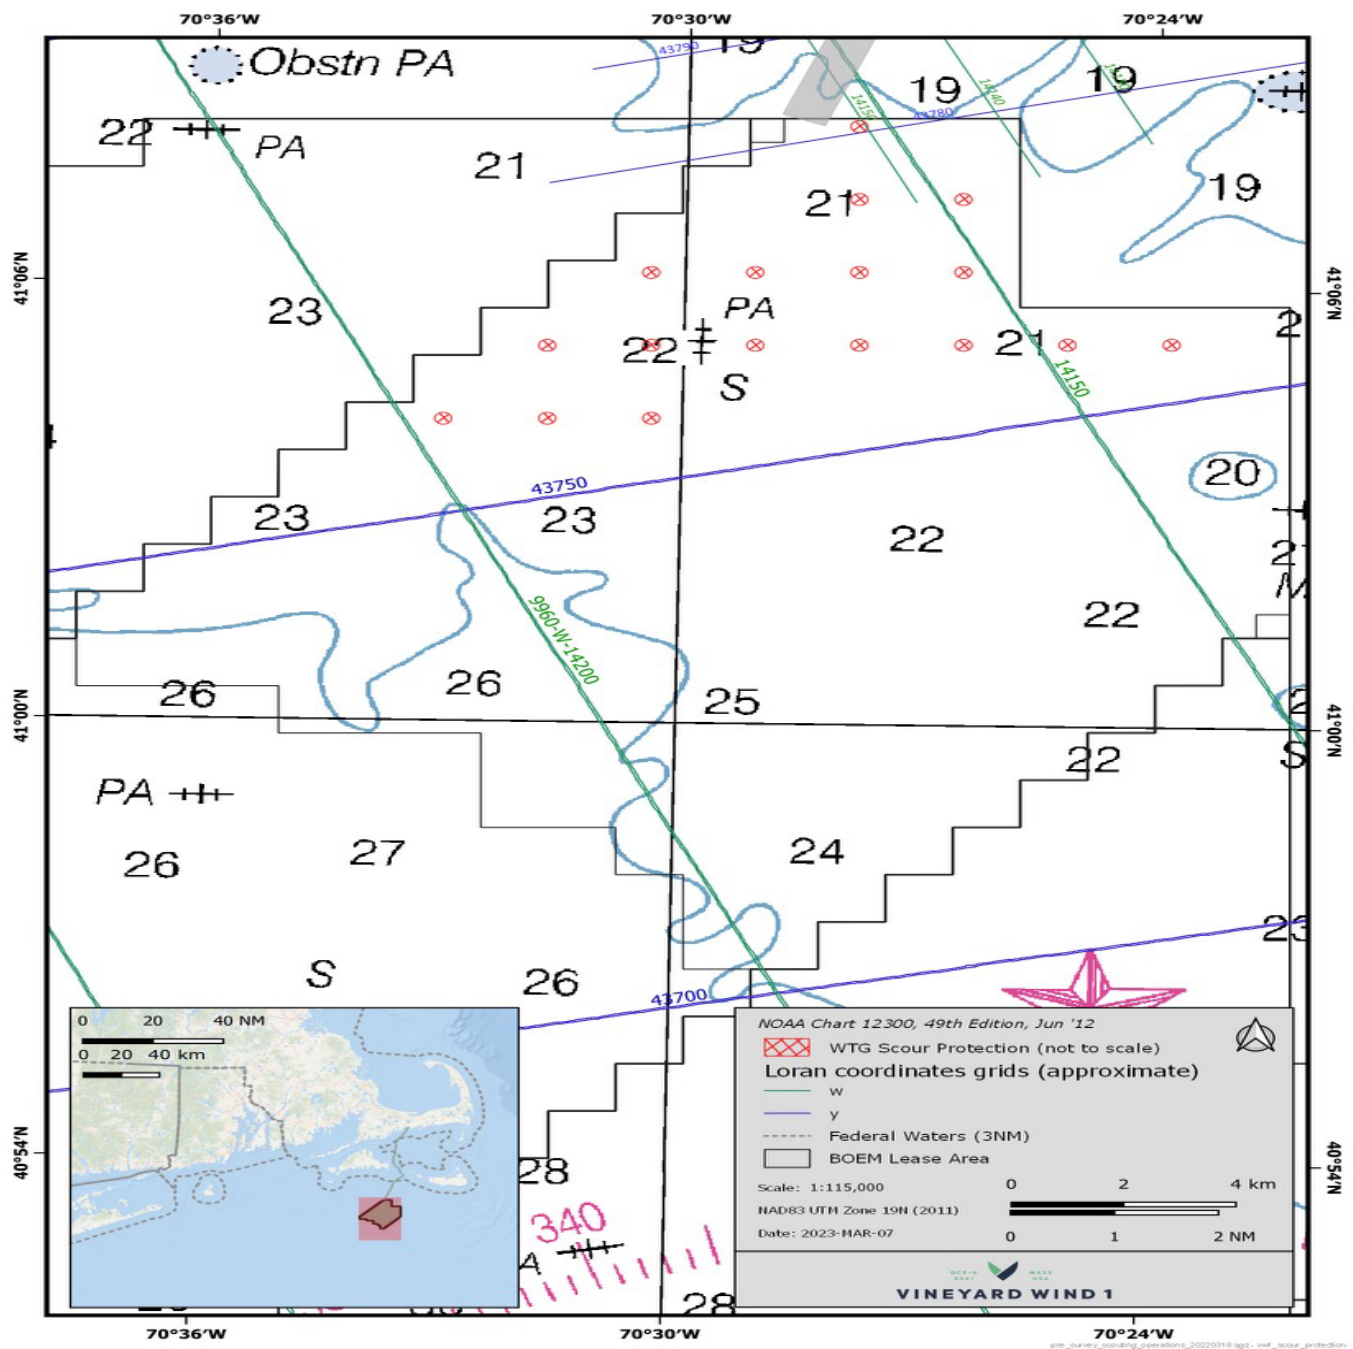 70°36'W 70°30'W 70°24'W
Obstn PA
43790
19
19
19
14140
14150
43780
22
PA
21
21
19
41°06'N
41°06'N
23
PA
22
21
S
14150
43750
20
23
23
22
22
9960-W-14200
26
26
25
41°00'N
41°00'N
22
S
PA
26
27
24
S
26
43700
0 20 40 NM
0 20 40 km
NOAA Chart 12300, 49th Edition, Jun '12
WTG Scour Protection (not to scale)
Loran coordinates grids (approximate)
w
y
Federal Waters (3NM)
BOEM Lease Area
Scale: 1:115,000
NAD83 UTM Zone 19N (2011)
Date: 2023-MAR-07
0 2 4 km
0 1 2 NM
VINEYARD WIND 1
40°54'N
40°54'N
28
340
28
70°36'W 70°30'W 70°24'W